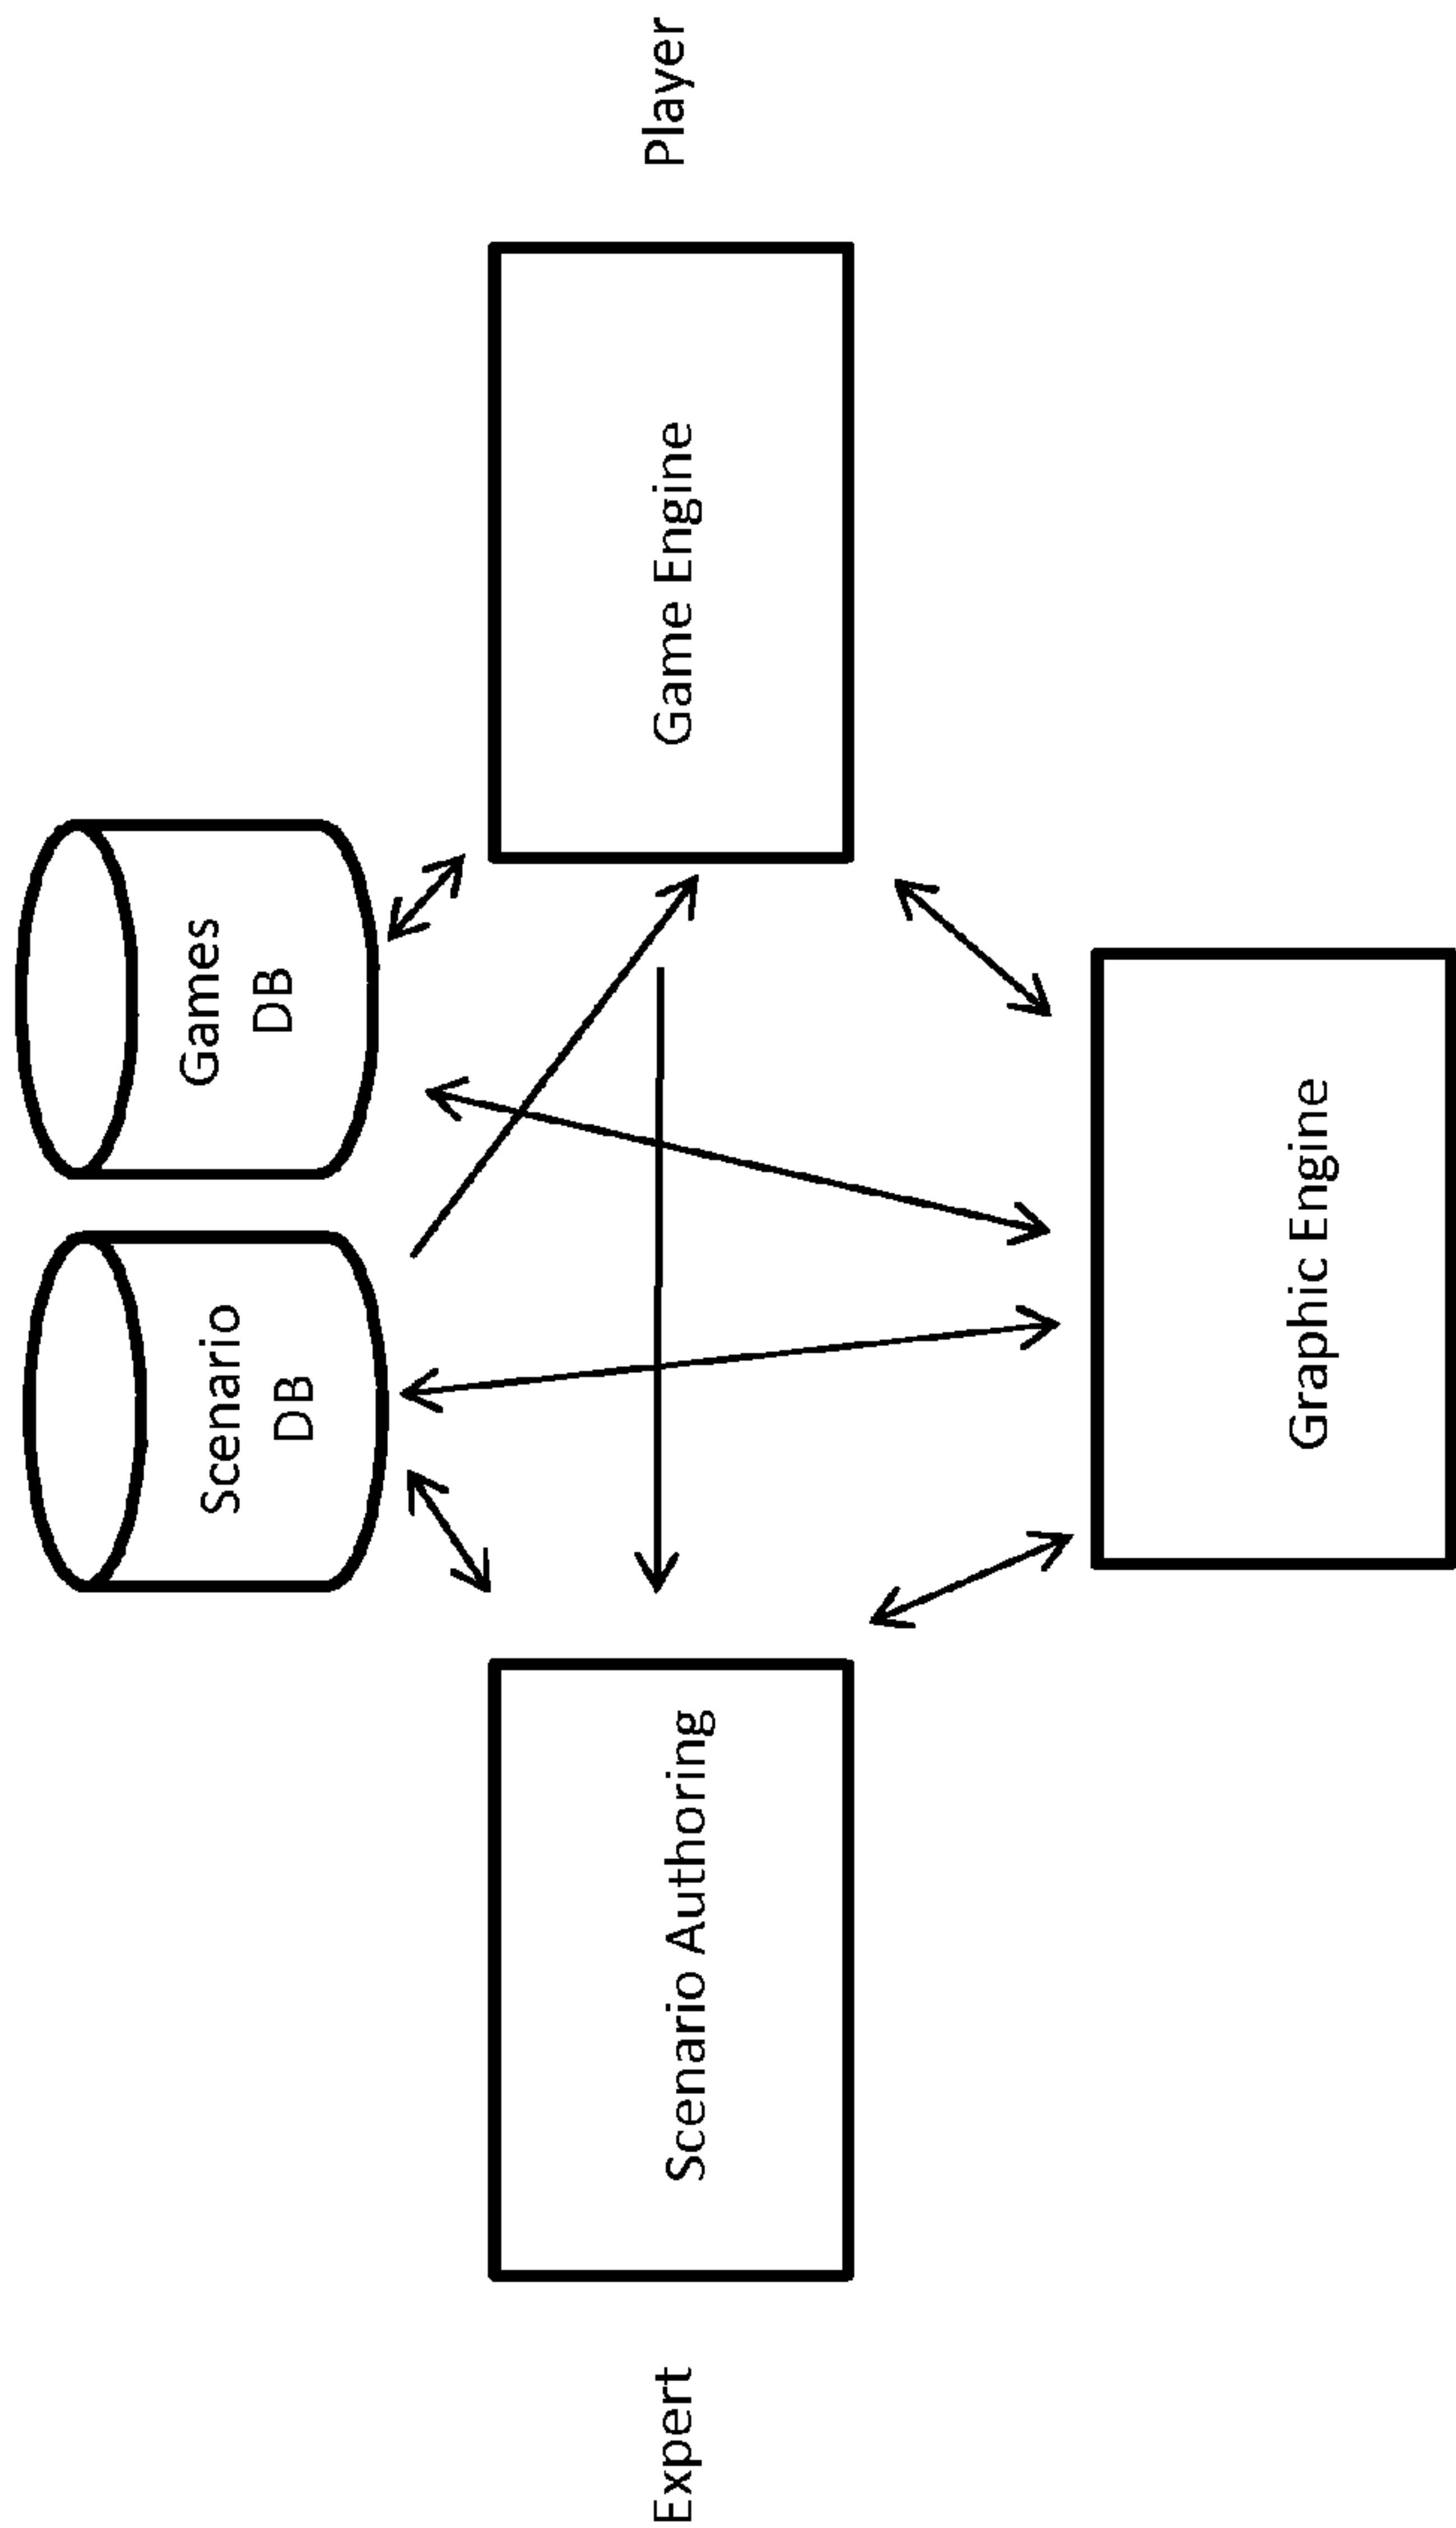 Scenario
DB
Games
DB
Expert
Scenario Authoring
Game Engine
Player
Graphic Engine